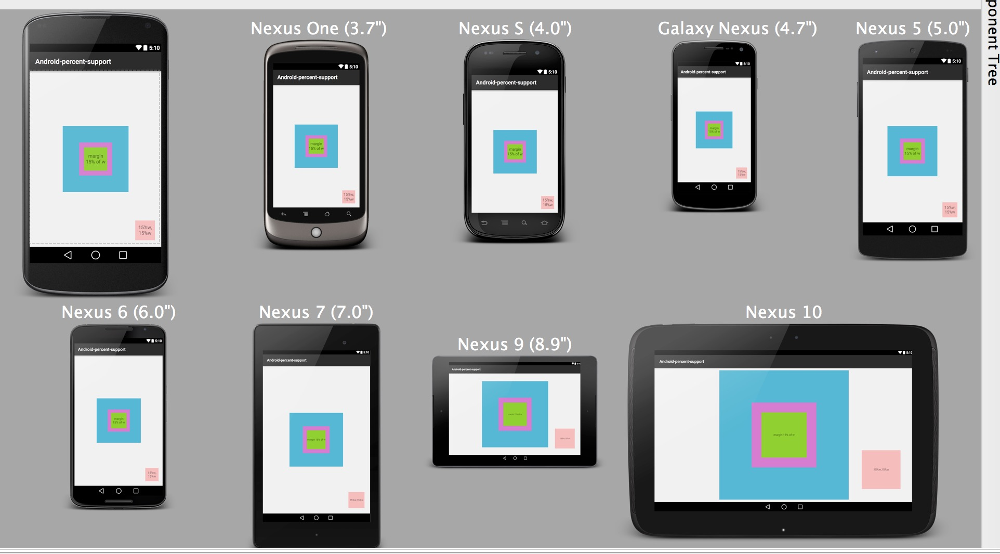 ponent Tree
5:10
Android-percent-support
margin
15% of w
15%w,
15%w
Nexus One (3.7")
5:10
Android-percent-support
margin
15% of w
15%w,
15%w
Nexus S (4.0")
5:10
Android-percent-support
margin
15% of w
15%w,
15%w
Galaxy Nexus (4.7")
5:10
Android-percent-support
margin
15% of w
15%w,
15%w
Nexus 5 (5.0")
5:10
Android-percent-support
margin
15% of w
15%w,
15%w
Nexus 6 (6.0")
5:10
Android-percent-support
margin
15% of w
15%w,
15%w
Nexus 7 (7.0")
5:10
Android-percent-support
margin 15% of w
15%w,15%w
Nexus 9 (8.9")
5:10
Android-percent-support
margin 15% of w
15%w,15%w
Nexus 10
5:10
Android-percent-support
margin 15% of w
15%w,15%w